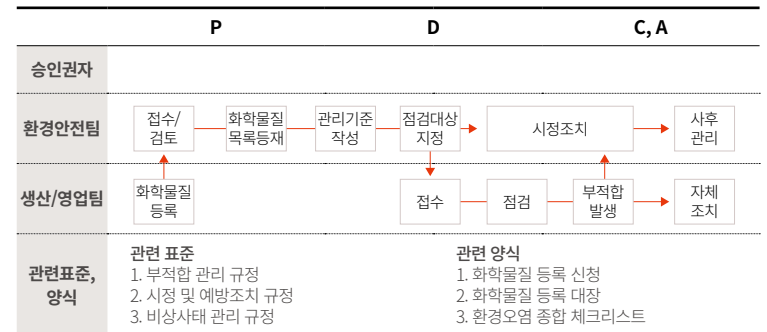 P D C, A
승인권자
환경안전팀
접수/
검토
화학물질
목록등재
관리기준
작성
점검대상
지정
시정조치
사후
관리
생산/영업팀
화학물질
등록
접수
점검
부적합
발생
자체
조치
관련표준,
양식
관련 표준
1. 부적합 관리 규정
2. 시정 및 예방조치 규정
3. 비상사태 관리 규정
관련 양식
1. 화학물질 등록 신청
2. 화학물질 등록 대장
3. 환경오염 종합 체크리스트